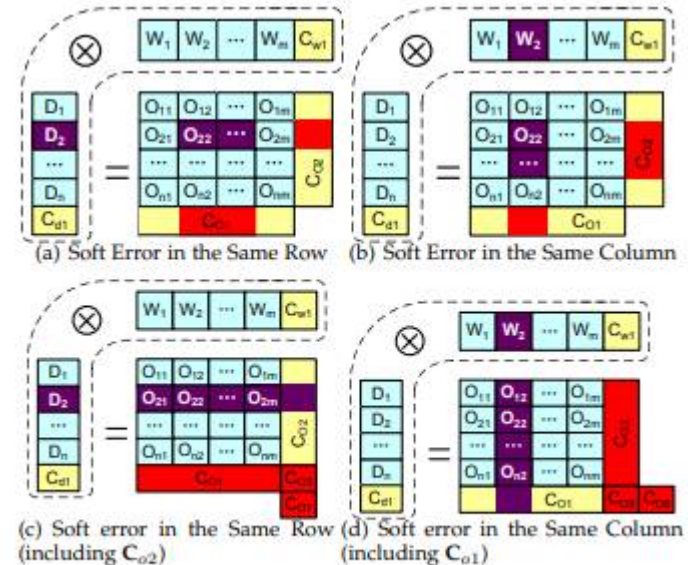 ⊗ W1 W2 ··· Wm Cw1
D1
D2
...
Dn
Cd1
=
O11 O12 ··· O1m
O21 O22 ··· O2m
... ... ··· ...
On1 On2 ··· Onm
CO2
CO1
(a) Soft Error in the Same Row
⊗ W1 W2 ··· Wm Cw1
D1
D2
...
Dn
Cd1
=
O11 O12 ··· O1m
O21 O22 ··· O2m
... ... ··· ...
On1 On2 ··· Onm
CO2
CO1
(b) Soft Error in the Same Column
⊗ W1 W2 ··· Wm Cw1
D1
D2
...
Dn
Cd1
=
O11 O12 ··· O1m
O21 O22 ··· O2m
... ... ··· ...
On1 On2 ··· Onm
CO2
CO1
(c) Soft error in the Same Row
(including Co2)
⊗ W1 W2 ··· Wm Cw1
D1
D2
...
Dn
Cd1
=
O11 O12 ··· O1m
O21 O22 ··· O2m
... ... ··· ...
On1 On2 ··· Onm
CO2
CO1
(d) Soft error in the Same Column
(including Co1)